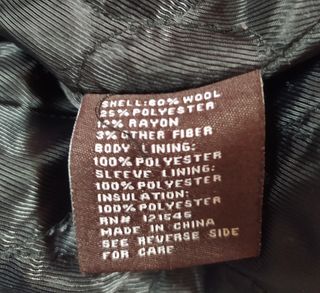 SHELL: 60% WOOL
25% POLYESTER
12% RAYON
3% OTHER FIBER
BODY LINING:
100% POLYESTER
SLEEVE LINING:
100% POLYESTER
INSULATION:
100% POLYESTER
RN# 121545
MADE IN CHINA
SEE REVERSE SIDE
FOR CARE